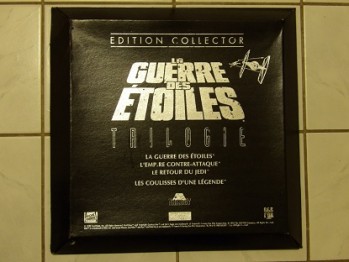 EDITION COLLECTOR
LA
GUERRE
DES
ÉTOILES
TRILOGIE
LA GUERRE DES ÉTOILES
L'EMPIRE CONTRE-ATTAQUE
LE RETOUR DU JEDI
LES COULISSES D'UNE LÉGENDE